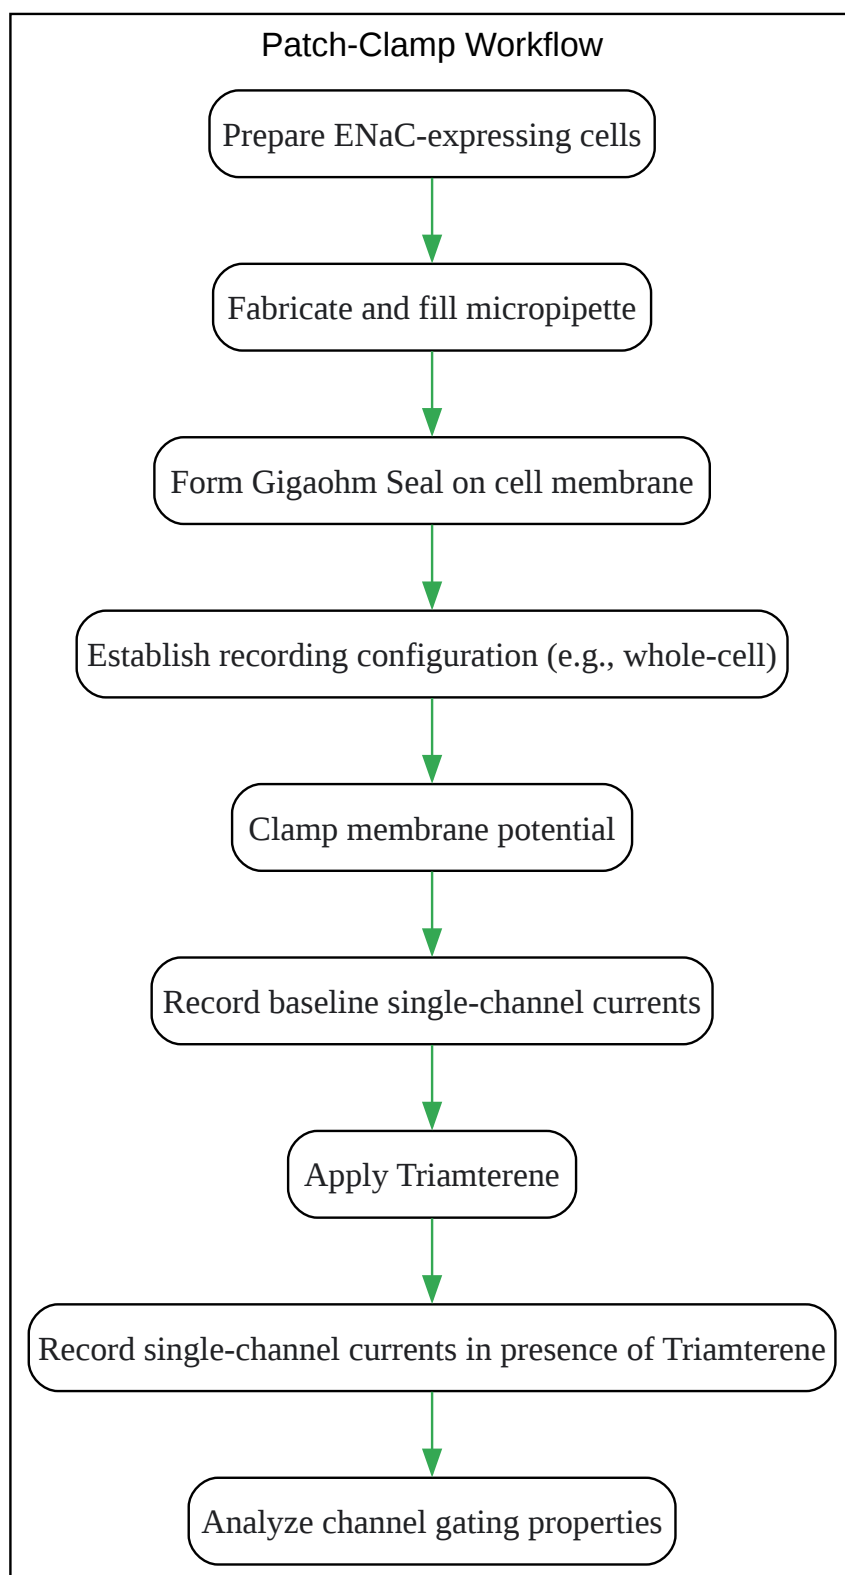 Patch-Clamp Workflow
Prepare ENaC-expressing cells
Fabricate and fill micropipette
Form Gigaohm Seal on cell membrane
Establish recording configuration (e.g., whole-cell)
Clamp membrane potential
Record baseline single-channel currents
Apply Triamterene
Record single-channel currents in presence of Triamterene
Analyze channel gating properties